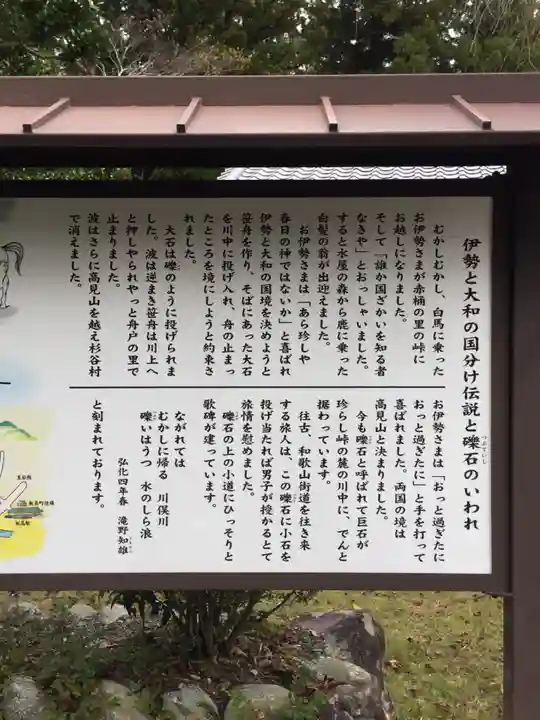 伊勢と大和の国分け伝説と礫石のいわれ
つぶていし
むかしむかし、白馬に乗った
お伊勢さまが赤桶の里の峠に
お越しになりました。
そして「誰か国ざかいを知る者
なきや」とおっしゃいました。
すると水屋の森から鹿に乗った
白髪の翁が出迎えました。
お伊勢さまは「あら珍しや
春日の神ではないか」と喜ばれ
伊勢と大和の国境を決めようと
笹舟を作り、そばにあった大石
を川中に投げ入れ、舟の止まっ
たところを境にしようと約束さ
れました。
大石は礫のように投げられま
した。波は逆まき笹舟は川上へ
と押しやられやっと舟戸の里で
止まりました。
波はさらに高見山を越え杉谷村
で消えました。
お伊勢さまは「おっと過ぎたに
おっと過ぎたに」と手を打って
喜ばれました。両国の境は
高見山と決まりました。
今も礫石と呼ばれて巨石が
珍らし峠の麓の川中に、でんと
据わっています。
往古、和歌山街道を往き来
する旅人は、この礫石に小石を
投げ当たれば男子が授かるとて
旅情を慰めました。
礫石の上の小道にひっそりと
歌碑が建っています。
ながれては
むかしに帰る 川俣川
礫いはうつ 水のしら浪
弘化四年春 滝野知雄
と刻まれております。